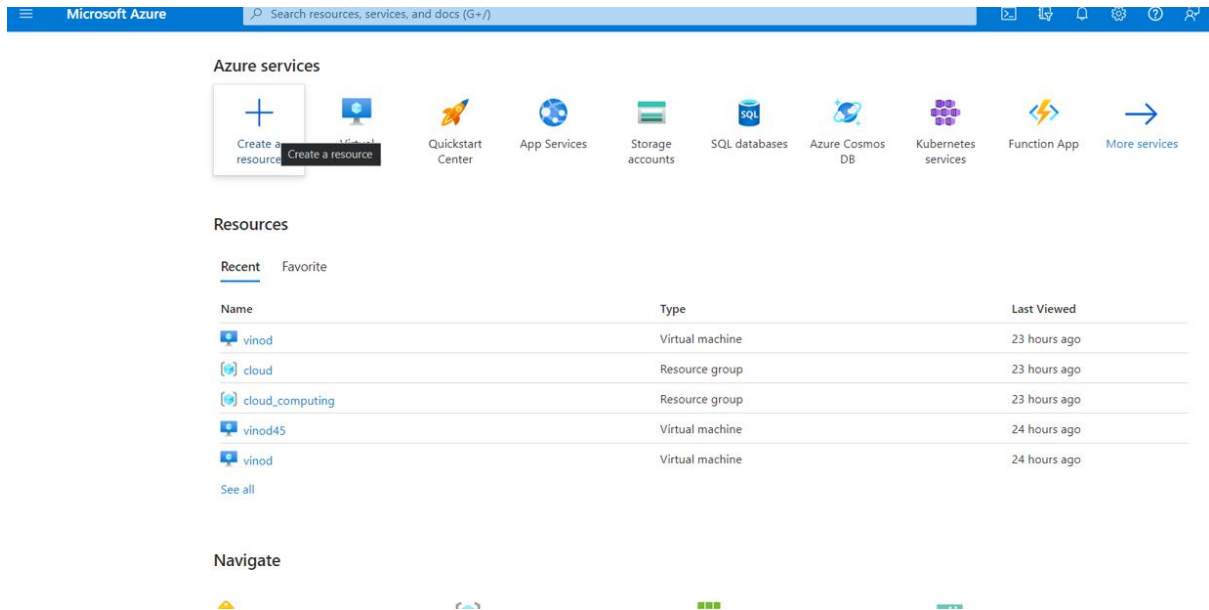 Microsoft Azure
Search resources, services, and docs (G+/)
Azure services
Create a resource
Virtual
Create a resource
Quickstart Center
App Services
Storage accounts
SQL databases
Azure Cosmos DB
Kubernetes services
Function App
More services
Resources
Recent Favorite
Name Type Last Viewed
vinod Virtual machine 23 hours ago
cloud Resource group 23 hours ago
cloud_computing Resource group 23 hours ago
vinod45 Virtual machine 24 hours ago
vinod Virtual machine 24 hours ago
See all
Navigate